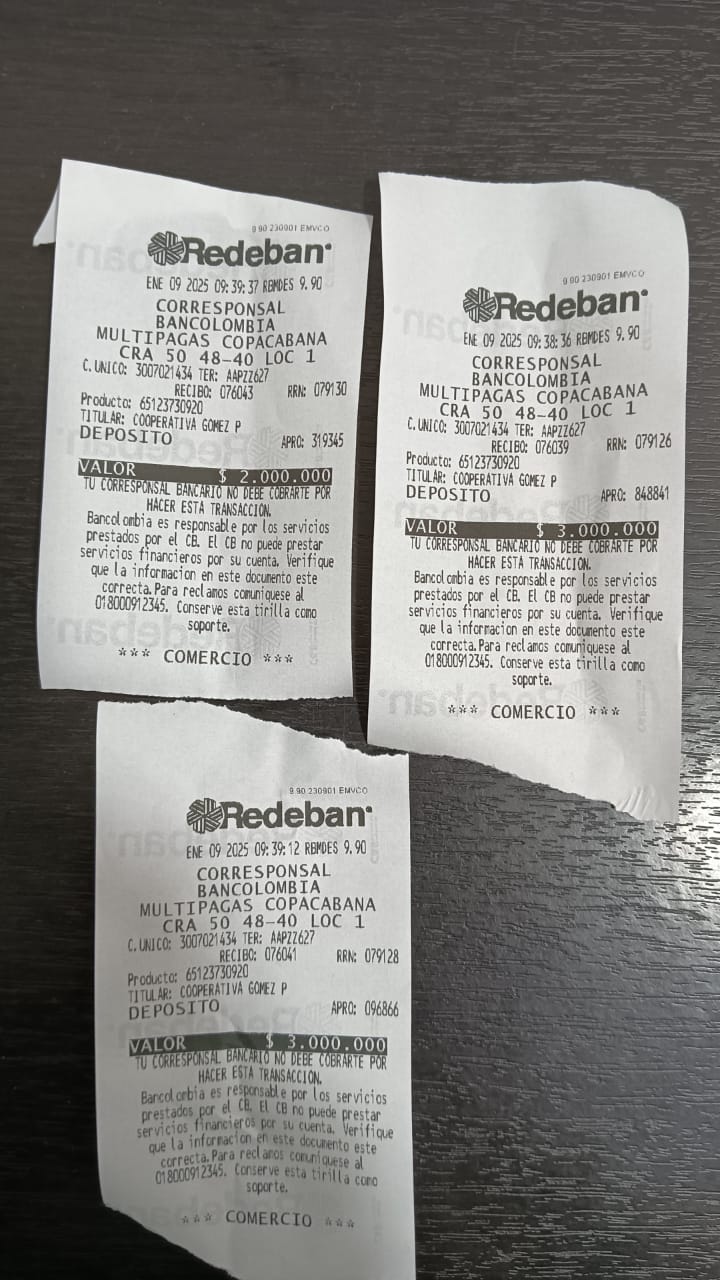 9 90 230901 EMVCO
Redeban
ENE 09 2025 09:39:37 RBMDES 9.90
CORRESPONSAL
BANCOLOMBIA
MULTIPAGAS COPACABANA
CRA 50 48-40 LOC 1
C.UNICO: 3007021434 TER: AAPZZ627
RECIBO: 076043 RRN: 079130
Producto: 65123730920
TITULAR: COOPERATIVA GOMEZ P
DEPOSITO APRO: 319345
VALOR $ 2.000.000
TU CORRESPONSAL BANCARIO NO DEBE COBRARTE POR
HACER ESTA TRANSACCION.
Bancolombia es responsable por los servicios
prestados por el CB. El CB no puede prestar
servicios financieros por su cuenta. Verifique
que la informacion en este documento este
correcta. Para reclamos comuniquese al
018000912345. Conserve esta tirilla como
soporte.
*** COMERCIO ***
9 90 230901 EMVCO
Redeban
ENE 09 2025 09:38:36 RBMDES 9.90
CORRESPONSAL
BANCOLOMBIA
MULTIPAGAS COPACABANA
CRA 50 48-40 LOC 1
C.UNICO: 3007021434 TER: AAPZZ627
RECIBO: 076039 RRN: 079126
Producto: 65123730920
TITULAR: COOPERATIVA GOMEZ P
DEPOSITO APRO: 848841
VALOR $ 3.000.000
TU CORRESPONSAL BANCARIO NO DEBE COBRARTE POR
HACER ESTA TRANSACCION.
Bancolombia es responsable por los servicios
prestados por el CB. El CB no puede prestar
servicios financieros por su cuenta. Verifique
que la informacion en este documento este
correcta. Para reclamos comuniquese al
018000912345. Conserve esta tirilla como
soporte.
*** COMERCIO ***
9 90 230901 EMVCO
Redeban
ENE 09 2025 09:39:12 RBMDES 9.90
CORRESPONSAL
BANCOLOMBIA
MULTIPAGAS COPACABANA
CRA 50 48-40 LOC 1
C.UNICO: 3007021434 TER: AAPZZ627
RECIBO: 076041 RRN: 079128
Producto: 65123730920
TITULAR: COOPERATIVA GOMEZ P
DEPOSITO APRO: 096866
VALOR $ 3.000.000
TU CORRESPONSAL BANCARIO NO DEBE COBRARTE POR
HACER ESTA TRANSACCION.
Bancolombia es responsable por los servicios
prestados por el CB. El CB no puede prestar
servicios financieros por su cuenta. Verifique
que la informacion en este documento este
correcta. Para reclamos comuniquese al
018000912345. Conserve esta tirilla como
soporte.
*** COMERCIO ***